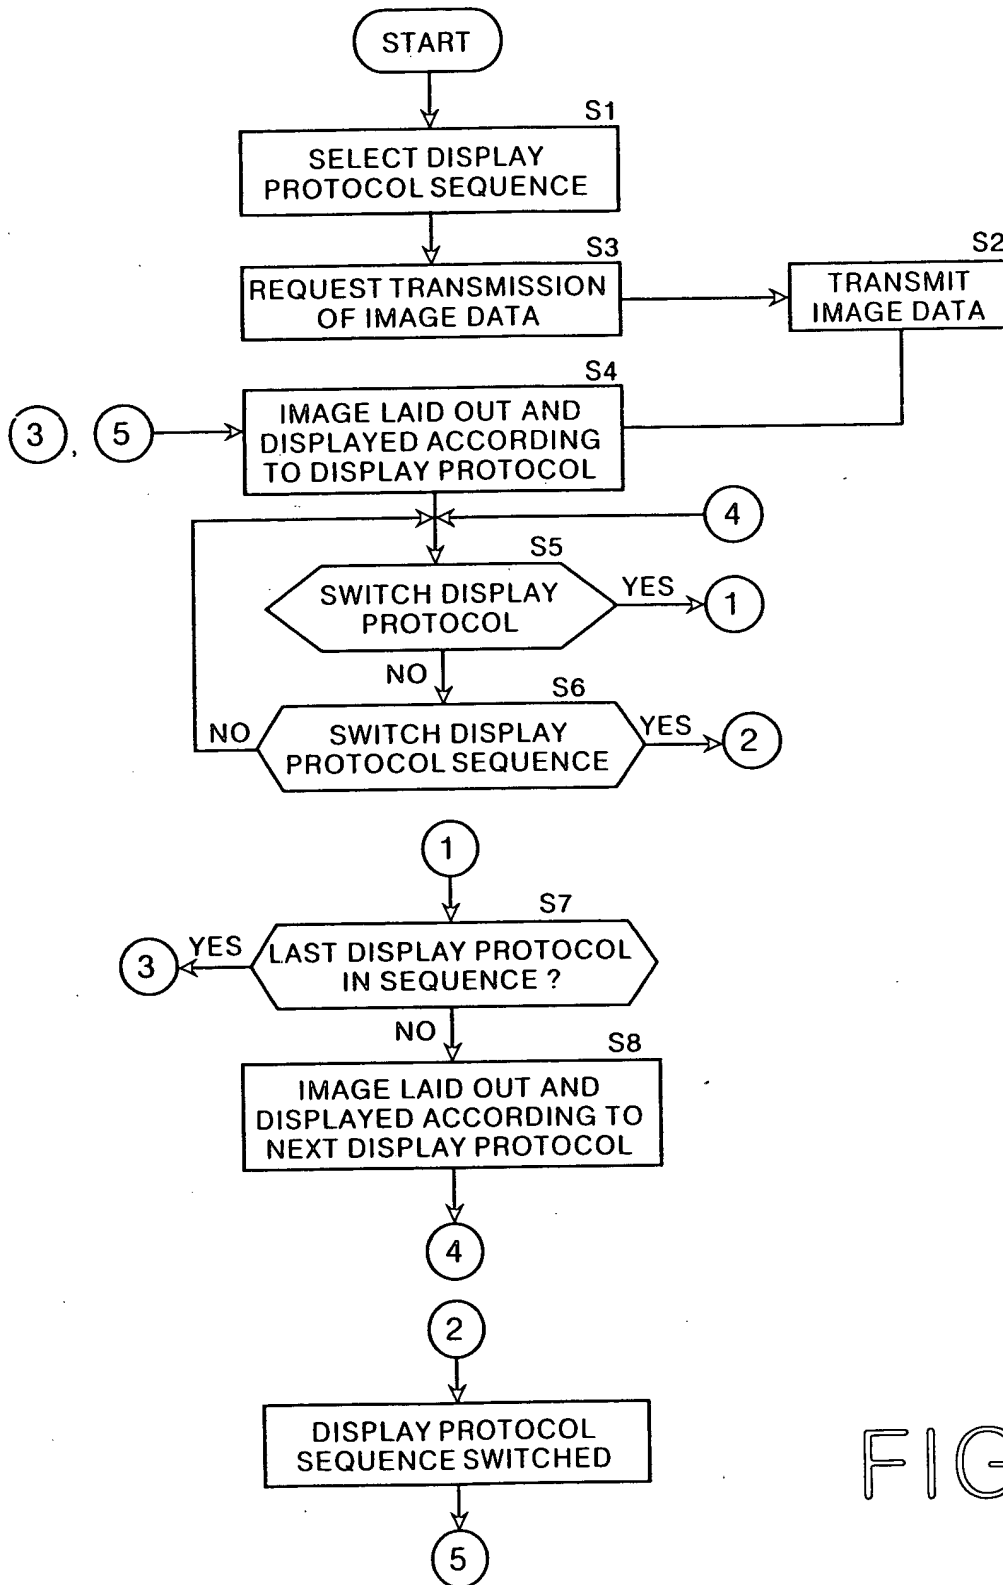 START
S1
SELECT DISPLAY
PROTOCOL SEQUENCE
S3
REQUEST TRANSMISSION
OF IMAGE DATA
S2
TRANSMIT
IMAGE DATA
S4
IMAGE LAID OUT AND
DISPLAYED ACCORDING
TO DISPLAY PROTOCOL
3, 5
4
S5
SWITCH DISPLAY
PROTOCOL
YES
1
NO
S6
SWITCH DISPLAY
PROTOCOL SEQUENCE
NO
YES
2
1
S7
LAST DISPLAY PROTOCOL
IN SEQUENCE ?
YES
3
NO
S8
IMAGE LAID OUT AND
DISPLAYED ACCORDING TO
NEXT DISPLAY PROTOCOL
4
2
DISPLAY PROTOCOL
SEQUENCE SWITCHED
5
FIG